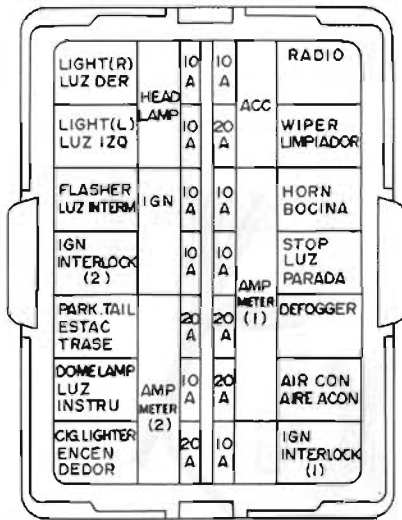 LIGHT(R)
LUZ DER
HEAD
LAMP
10
A
10
A
ACC
RADIO
LIGHT(L)
LUZ IZQ
10
A
20
A
WIPER
LIMPIADOR
FLASHER
LUZ INTERM
IGN
10
A
10
A
AMP
METER
(1)
HORN
BOCINA
IGN
INTERLOCK
(2)
10
A
10
A
STOP
LUZ
PARADA
PARK.TAIL
ESTAC
TRASE
AMP
METER
(2)
20
A
20
A
DEFOGGER
DOME LAMP
LUZ
INSTRU
10
A
20
A
AIR CON
AIRE ACON
CIG.LIGHTER
ENCEN
DEDOR
20
A
10
A
IGN
INTERLOCK
(1)